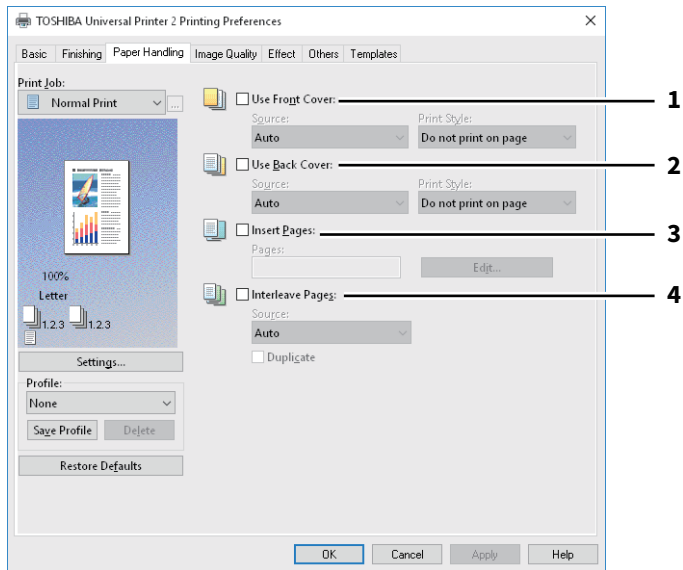 TOSHIBA Universal Printer 2 Printing Preferences
Basic Finishing Paper Handling Image Quality Effect Others Templates
Print Job:
Normal Print ...
100%
Letter
1.2.3 1.2.3
Settings...
Profile:
None
Save Profile Delete
Restore Defaults
Use Front Cover: 1
Source: Print Style:
Auto Do not print on page
Use Back Cover: 2
Source: Print Style:
Auto Do not print on page
Insert Pages: 3
Pages:
Edit...
Interleave Pages: 4
Source:
Auto
Duplicate
OK Cancel Apply Help